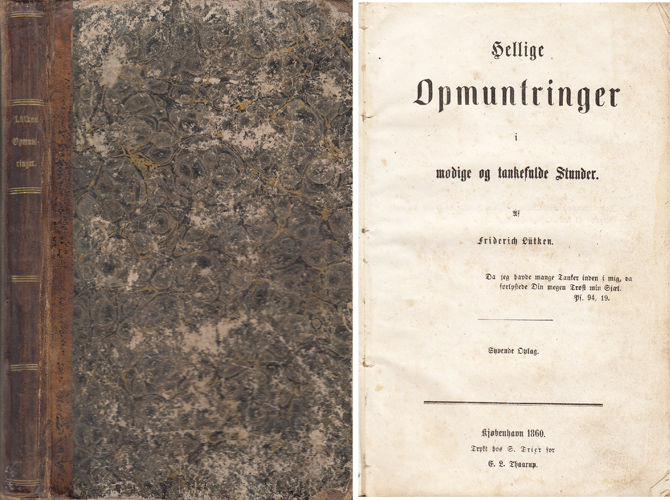 Lütken
Opmun-
tringer.
Hellige
Opmuntringer
i
modige og tankefulde Stunder.
Af
Friderich Lütken.
Da jeg havde mange Tanker inden i mig, da
forlystede Din megen Trøst min Sjæl.
Ps. 94, 19.
Syvende Oplag.
Kjøbenhavn 1860.
Trykt hos S. Trier for
E. L. Thaarup.